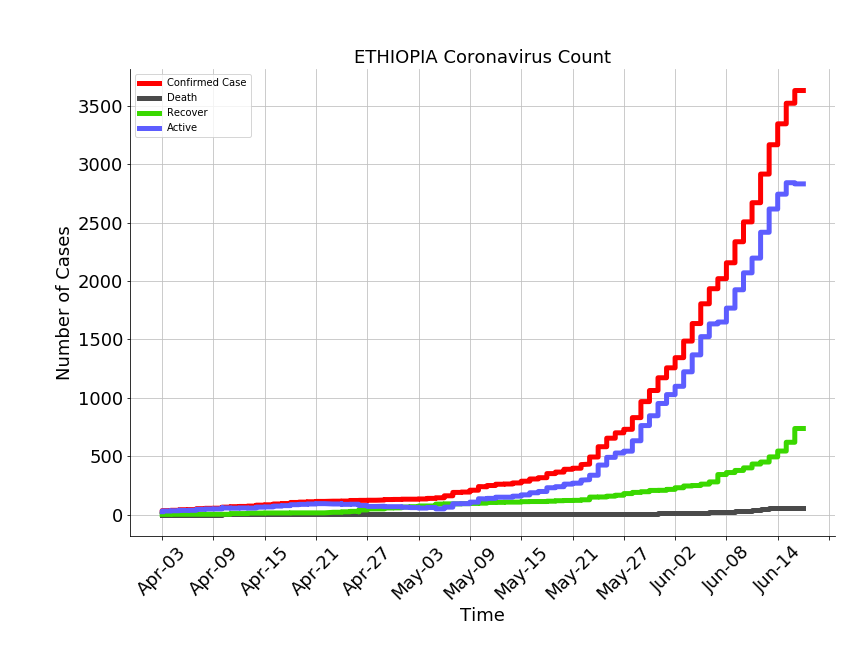 ETHIOPIA Coronavirus Count
Confirmed Case
Death
Recover
Active
Number of Cases
3500
3000
2500
2000
1500
1000
500
0
Apr-03
Apr-09
Apr-15
Apr-21
Apr-27
May-03
May-09
May-15
May-21
May-27
Jun-02
Jun-08
Jun-14
Time